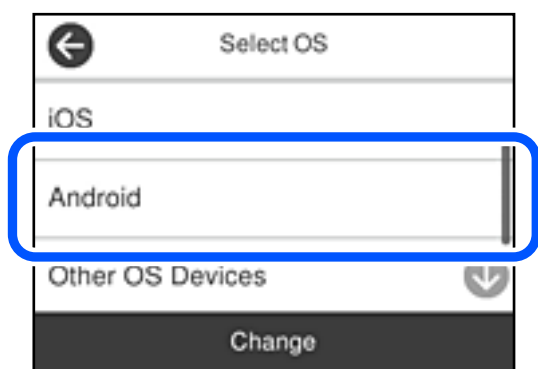 Select OS
iOS
Android
Other OS Devices
Change